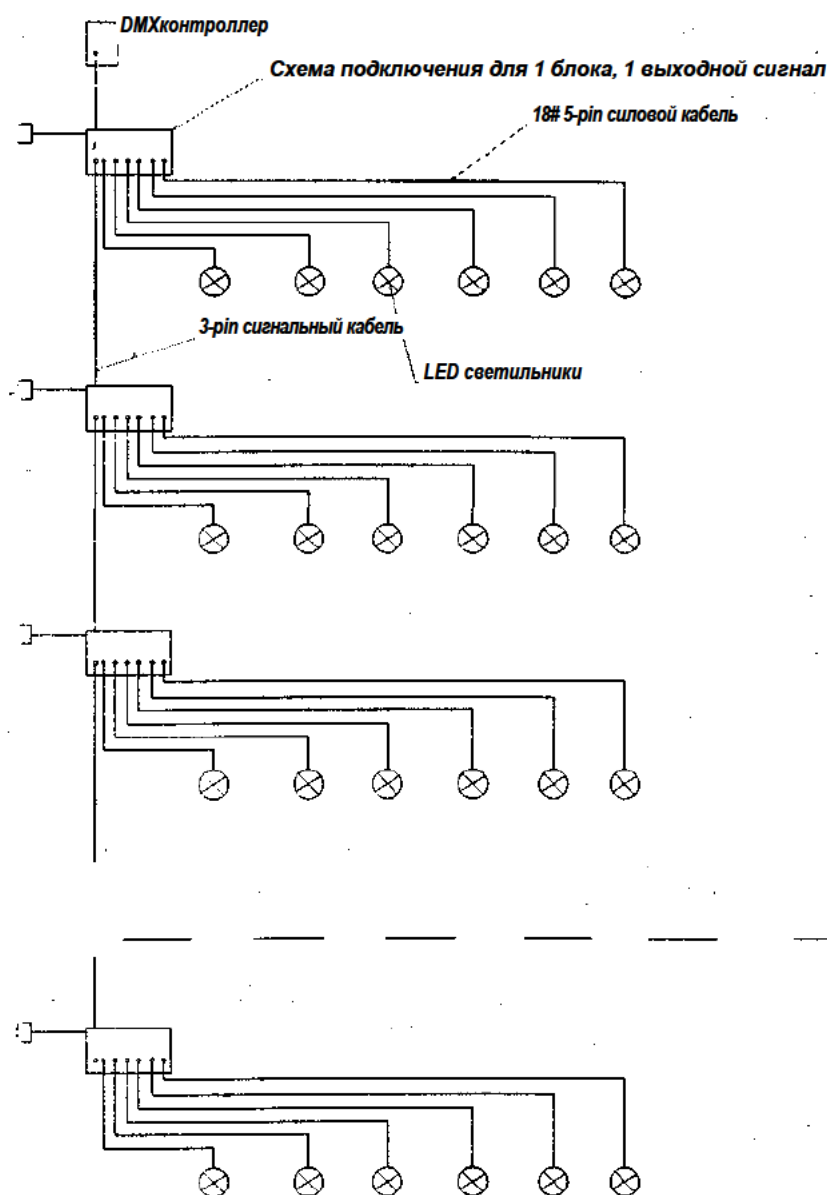 DMXконтроллер
Схема подключения для 1 блока, 1 выходной сигнал
18# 5-pin силовой кабель
3-pin сигнальный кабель
LED светильники